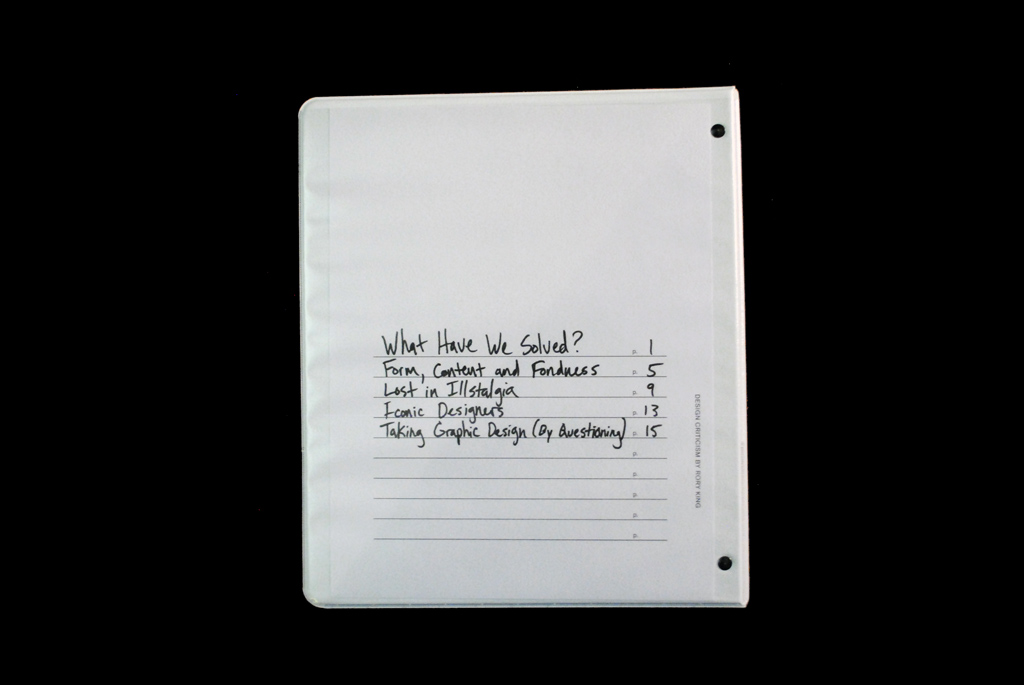 What Have We Solved? p. 1
Form, Content and Fondness p. 5
Lost in Illstalgia p. 9
Iconic Designers p. 13
Taking Graphic Design (By Questioning) p. 15
p.
p.
p.
p.
p.
DESIGN CRITICISM BY RORY KING